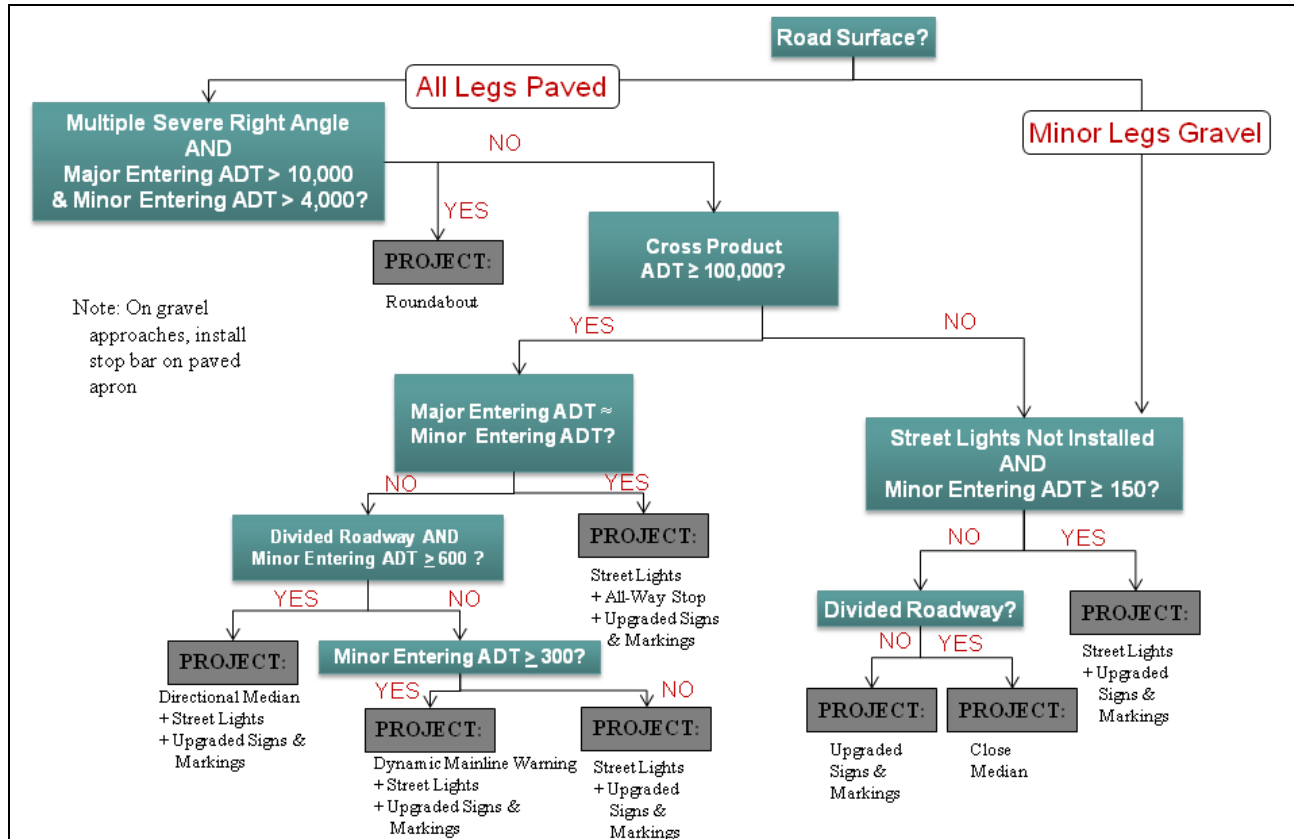 Road Surface?
All Legs Paved
Minor Legs Gravel
Multiple Severe Right Angle
AND
Major Entering ADT > 10,000
& Minor Entering ADT > 4,000?
NO
YES
PROJECT:
Roundabout
Cross Product
ADT ≥ 100,000?
Note: On gravel
approaches, install
stop bar on paved
apron
YES
NO
Major Entering ADT ≈
Minor Entering ADT?
Street Lights Not Installed
AND
Minor Entering ADT ≥ 150?
NO
YES
Divided Roadway AND
Minor Entering ADT ≥ 600 ?
PROJECT:
Street Lights
+ All-Way Stop
+ Upgraded Signs
& Markings
NO
YES
Divided Roadway?
PROJECT:
Street Lights
+ Upgraded
Signs &
Markings
YES
NO
PROJECT:
Directional Median
+ Street Lights
+ Upgraded Signs &
Markings
Minor Entering ADT ≥ 300?
YES
NO
PROJECT:
Dynamic Mainline Warning
+ Street Lights
+ Upgraded Signs &
Markings
PROJECT:
Street Lights
+ Upgraded
Signs &
Markings
NO
YES
PROJECT:
Upgraded
Signs &
Markings
PROJECT:
Close
Median